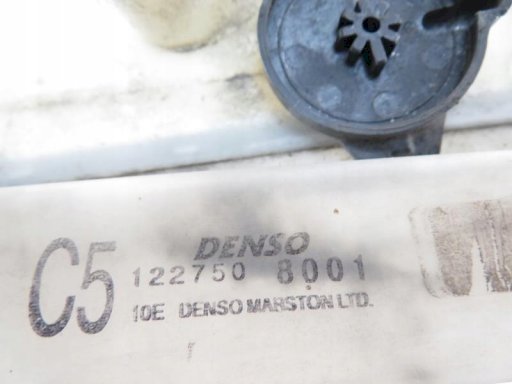 DENSO
C5 122750 8001
10E DENSO MARSTON LTD.